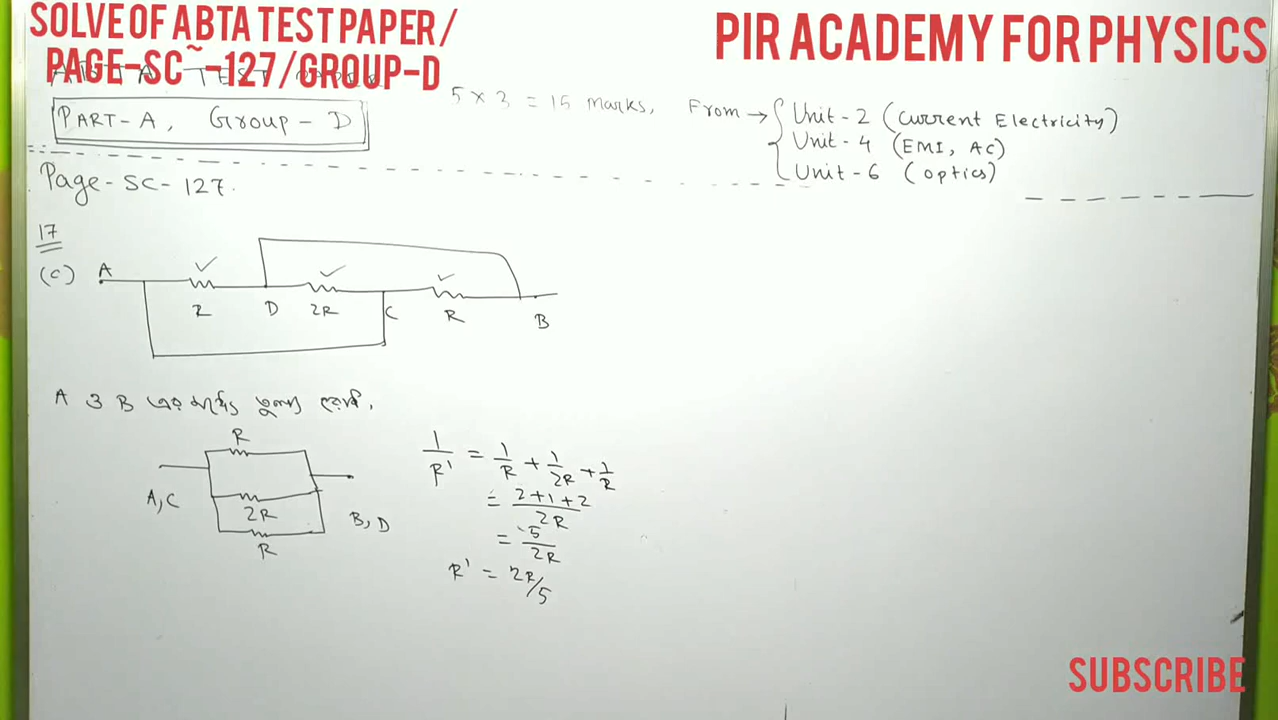 SOLVE OF ABTA TEST PAPER /
PAGE-SC~-127/GROUP-D
PIR ACADEMY FOR PHYSICS
5 x 3 = 15 Marks, From → Unit - 2 (Current Electricity)
Unit - 4 (EMI, AC)
Unit - 6 (optics)
PART-A, Group - D
Page - SC - 127.
17
(c) A R D 2R C R B
A ও B এর মধ্যে তুল্য রোধ,
R
2R
R
A, C
B, D
1/R' = 1/R + 1/2R + 1/R
= 2+1+2/2R
= 5/2R
R' = 2R/5
SUBSCRIBE